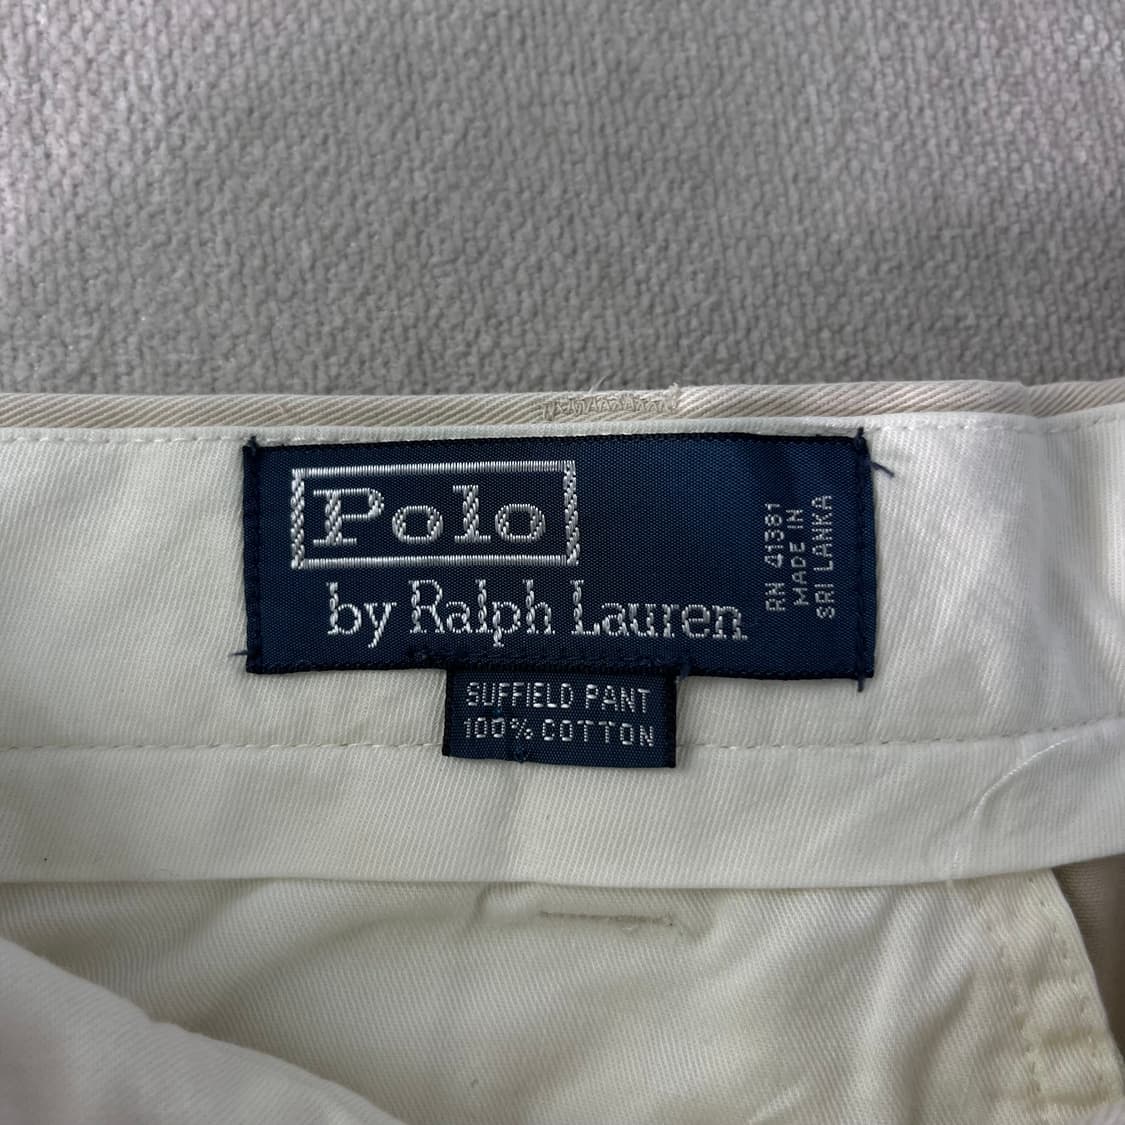 Polo
by Ralph Lauren
RN 41381
MADE IN
SRI LANKA
SUFFIELD PANT
100% COTTON